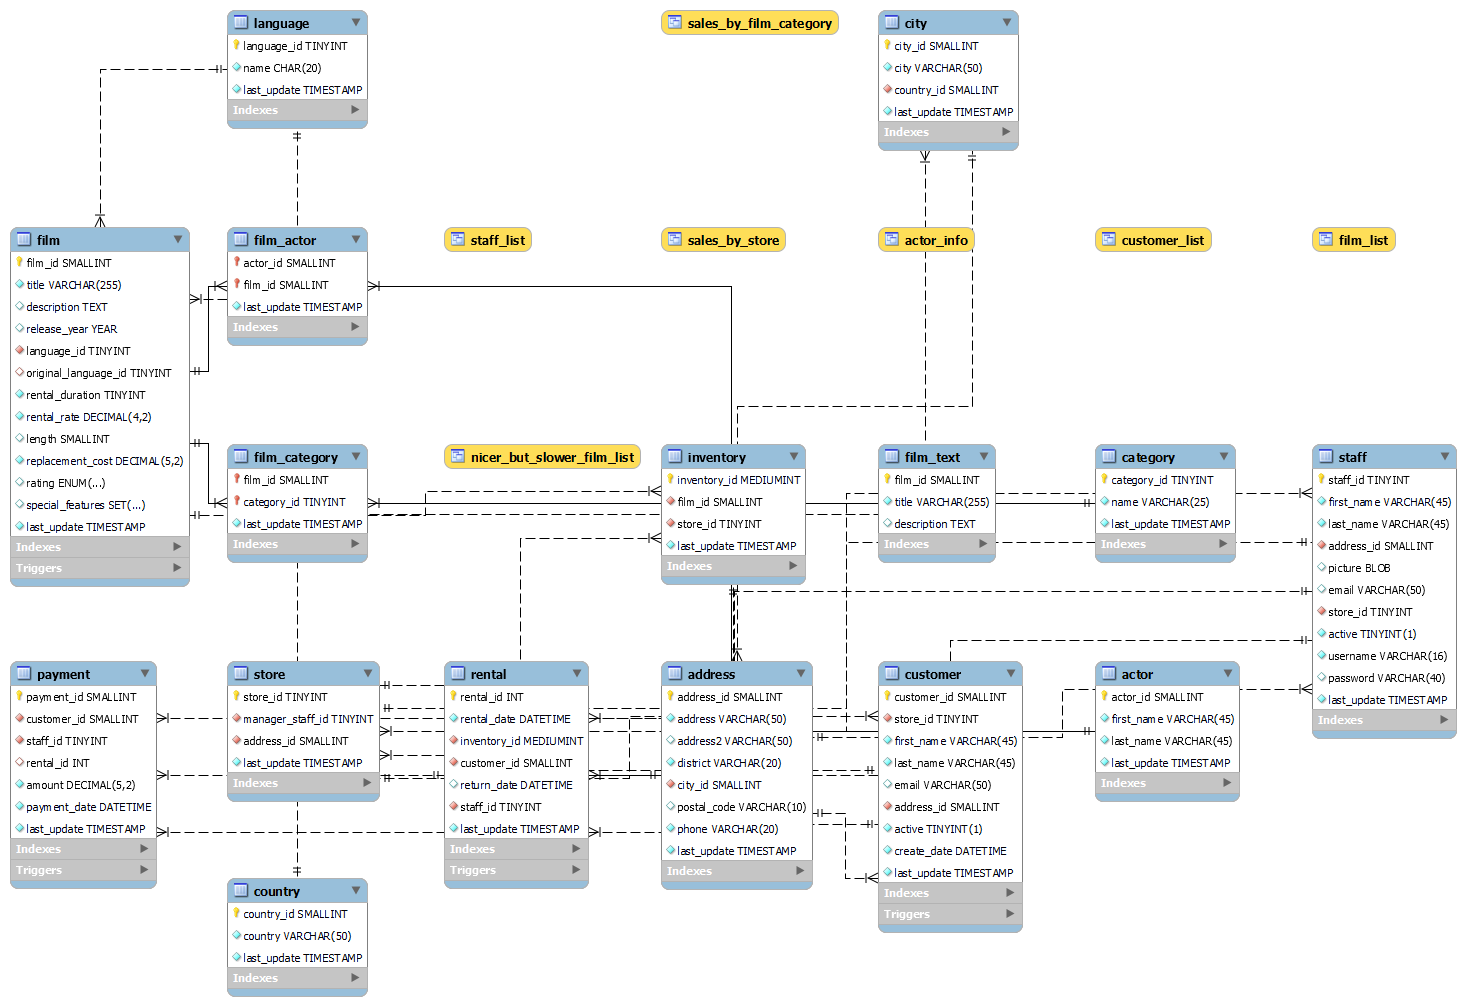 language
language_id TINYINT
name CHAR(20)
last_update TIMESTAMP
Indexes
sales_by_film_category
city
city_id SMALLINT
city VARCHAR(50)
country_id SMALLINT
last_update TIMESTAMP
Indexes
film
film_id SMALLINT
title VARCHAR(255)
description TEXT
release_year YEAR
language_id TINYINT
original_language_id TINYINT
rental_duration TINYINT
rental_rate DECIMAL(4,2)
length SMALLINT
replacement_cost DECIMAL(5,2)
rating ENUM(...)
special_features SET(...)
last_update TIMESTAMP
Indexes
Triggers
film_actor
actor_id SMALLINT
film_id SMALLINT
last_update TIMESTAMP
Indexes
staff_list
sales_by_store
actor_info
customer_list
film_list
film_category
film_id SMALLINT
category_id TINYINT
last_update TIMESTAMP
Indexes
nicer_but_slower_film_list
inventory
inventory_id MEDIUMINT
film_id SMALLINT
store_id TINYINT
last_update TIMESTAMP
Indexes
film_text
film_id SMALLINT
title VARCHAR(255)
description TEXT
Indexes
category
category_id TINYINT
name VARCHAR(25)
last_update TIMESTAMP
Indexes
staff
staff_id TINYINT
first_name VARCHAR(45)
last_name VARCHAR(45)
address_id SMALLINT
picture BLOB
email VARCHAR(50)
store_id TINYINT
active TINYINT(1)
username VARCHAR(16)
password VARCHAR(40)
last_update TIMESTAMP
Indexes
payment
payment_id SMALLINT
customer_id SMALLINT
staff_id TINYINT
rental_id INT
amount DECIMAL(5,2)
payment_date DATETIME
last_update TIMESTAMP
Indexes
Triggers
store
store_id TINYINT
manager_staff_id TINYINT
address_id SMALLINT
last_update TIMESTAMP
Indexes
rental
rental_id INT
rental_date DATETIME
inventory_id MEDIUMINT
customer_id SMALLINT
return_date DATETIME
staff_id TINYINT
last_update TIMESTAMP
Indexes
Triggers
address
address_id SMALLINT
address VARCHAR(50)
address2 VARCHAR(50)
district VARCHAR(20)
city_id SMALLINT
postal_code VARCHAR(10)
phone VARCHAR(20)
last_update TIMESTAMP
Indexes
customer
customer_id SMALLINT
store_id TINYINT
first_name VARCHAR(45)
last_name VARCHAR(45)
email VARCHAR(50)
address_id SMALLINT
active TINYINT(1)
create_date DATETIME
last_update TIMESTAMP
Indexes
Triggers
actor
actor_id SMALLINT
first_name VARCHAR(45)
last_name VARCHAR(45)
last_update TIMESTAMP
Indexes
country
country_id SMALLINT
country VARCHAR(50)
last_update TIMESTAMP
Indexes